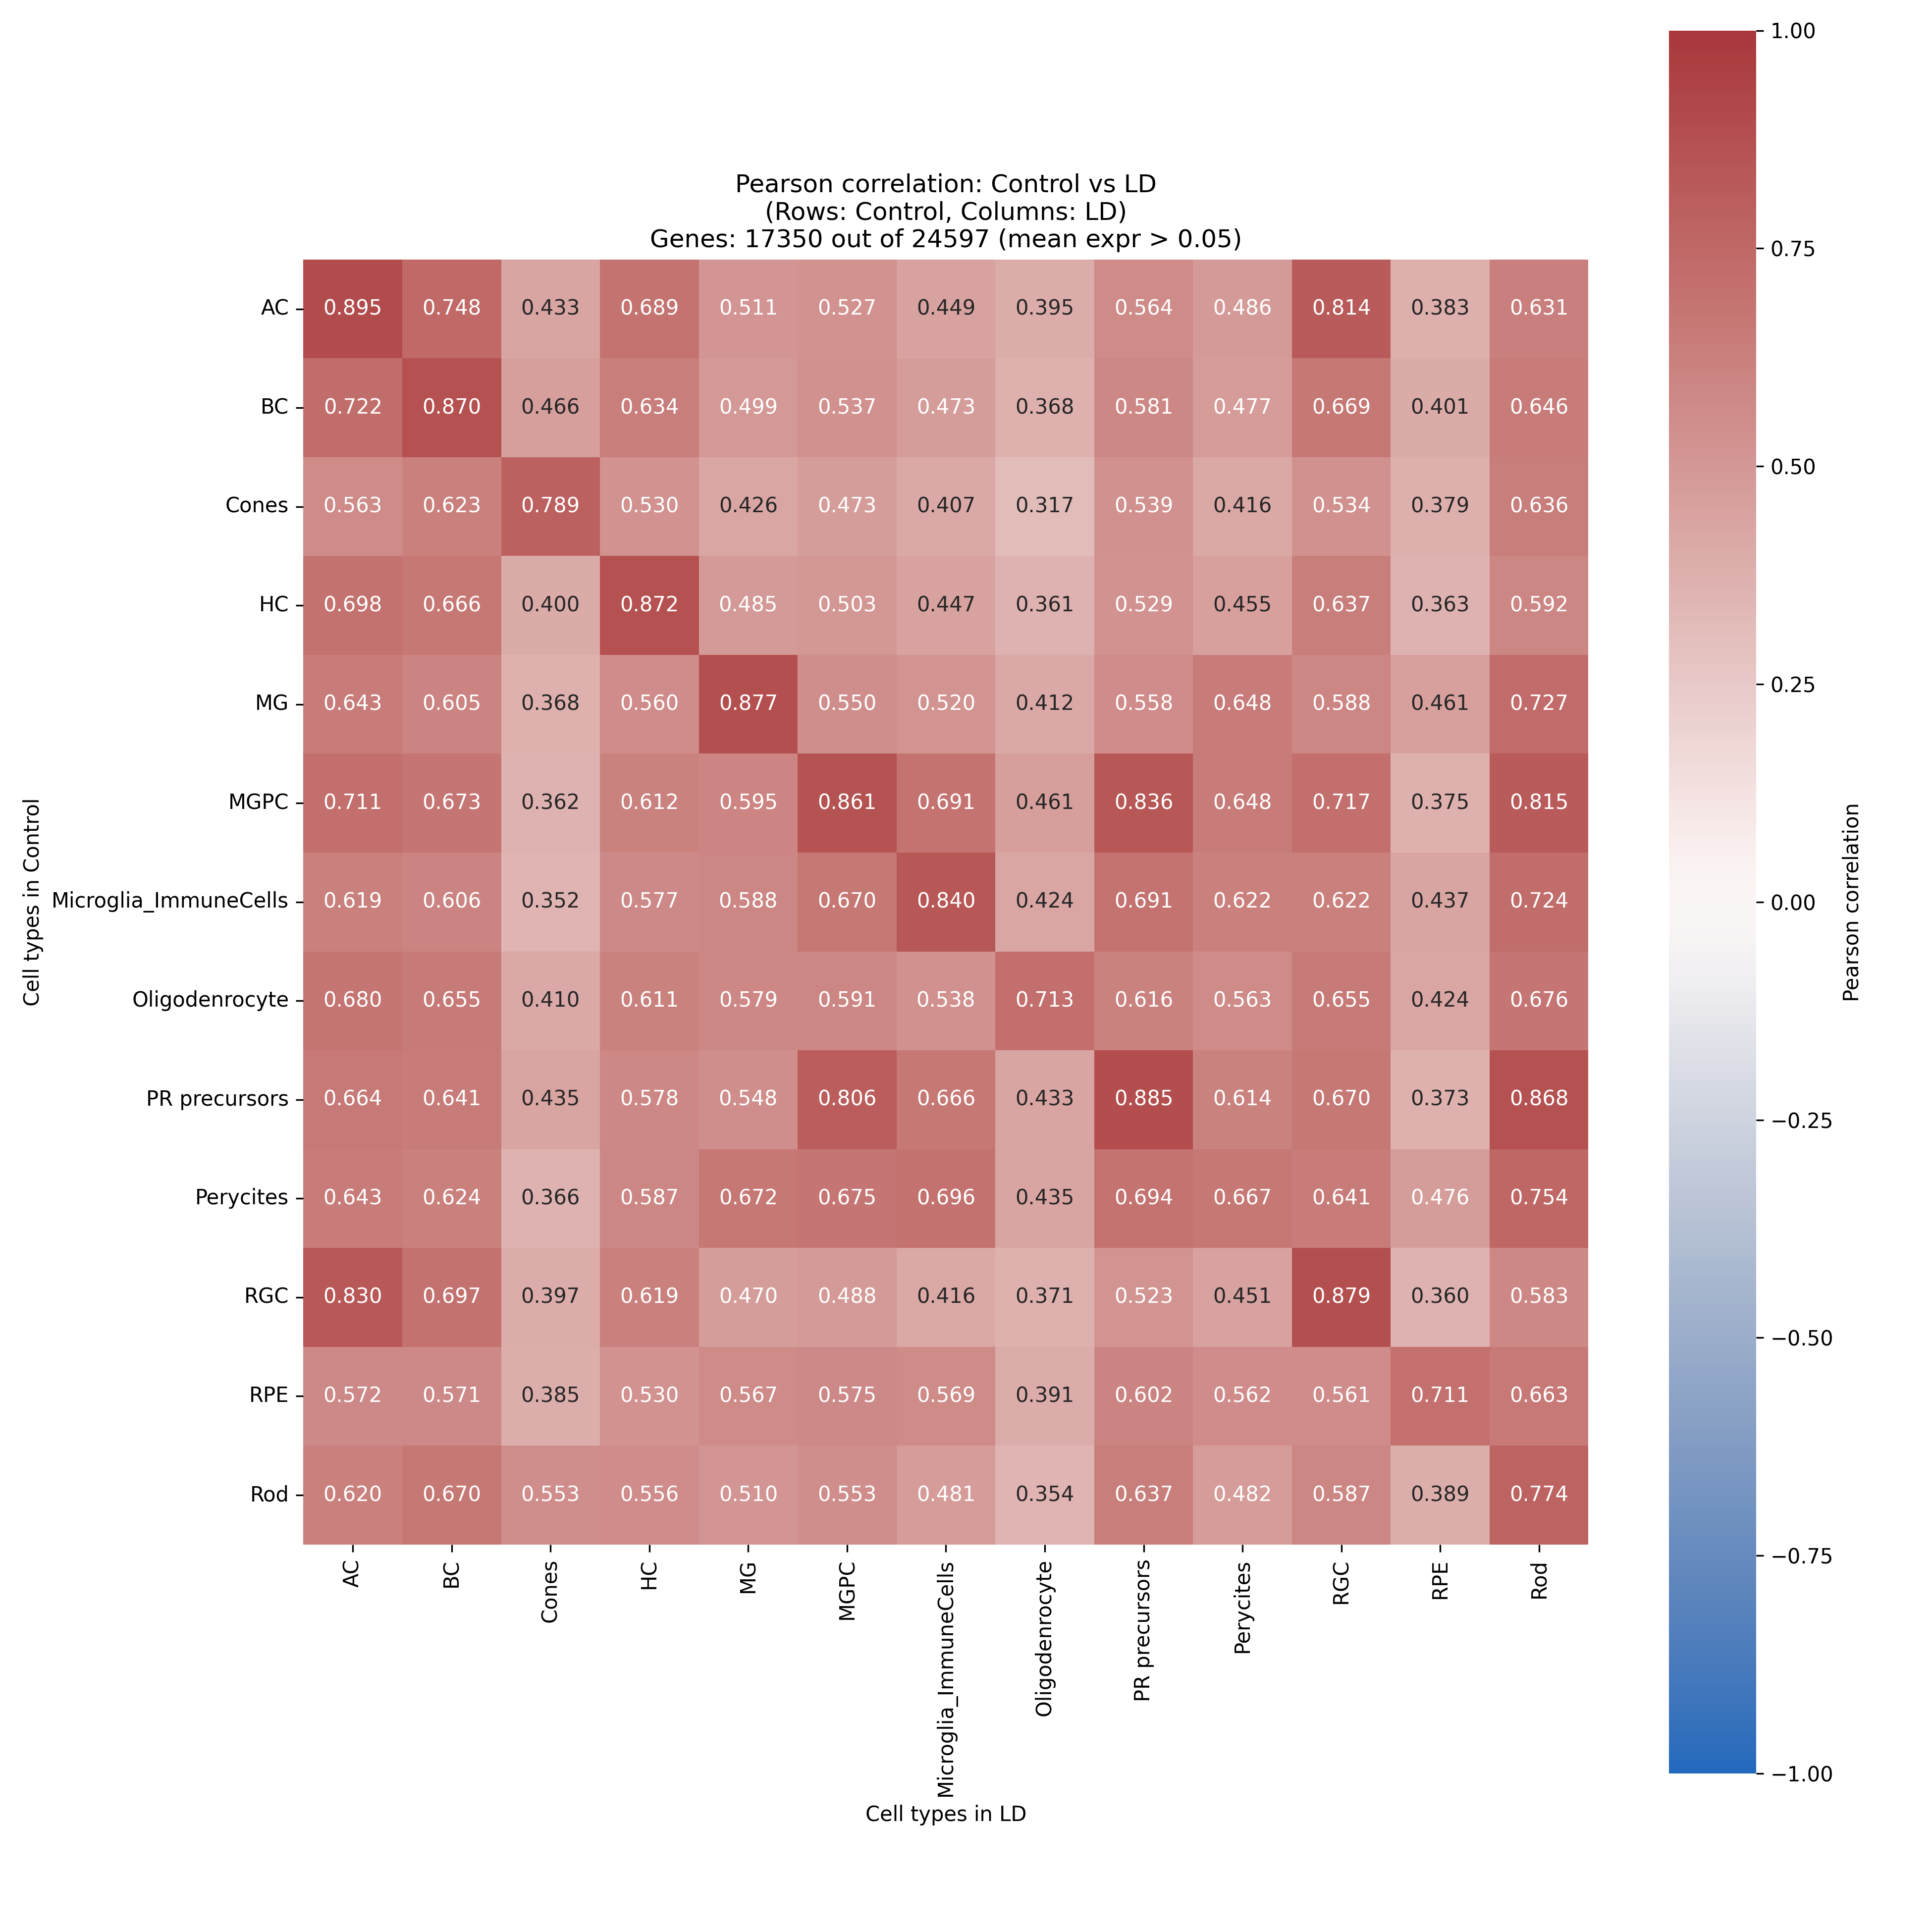 Pearson correlation: Control vs LD
(Rows: Control, Columns: LD)
Genes: 17350 out of 24597 (mean expr > 0.05)
Cell types in Control
AC 0.895 0.748 0.433 0.689 0.511 0.527 0.449 0.395 0.564 0.486 0.814 0.383 0.631
BC 0.722 0.870 0.466 0.634 0.499 0.537 0.473 0.368 0.581 0.477 0.669 0.401 0.646
Cones 0.563 0.623 0.789 0.530 0.426 0.473 0.407 0.317 0.539 0.416 0.534 0.379 0.636
HC 0.698 0.666 0.400 0.872 0.485 0.503 0.447 0.361 0.529 0.455 0.637 0.363 0.592
MG 0.643 0.605 0.368 0.560 0.877 0.550 0.520 0.412 0.558 0.648 0.588 0.461 0.727
MGPC 0.711 0.673 0.362 0.612 0.595 0.861 0.691 0.461 0.836 0.648 0.717 0.375 0.815
Microglia_ImmuneCells 0.619 0.606 0.352 0.577 0.588 0.670 0.840 0.424 0.691 0.622 0.622 0.437 0.724
Oligodenrocyte 0.680 0.655 0.410 0.611 0.579 0.591 0.538 0.713 0.616 0.563 0.655 0.424 0.676
PR precursors 0.664 0.641 0.435 0.578 0.548 0.806 0.666 0.433 0.885 0.614 0.670 0.373 0.868
Perycites 0.643 0.624 0.366 0.587 0.672 0.675 0.696 0.435 0.694 0.667 0.641 0.476 0.754
RGC 0.830 0.697 0.397 0.619 0.470 0.488 0.416 0.371 0.523 0.451 0.879 0.360 0.583
RPE 0.572 0.571 0.385 0.530 0.567 0.575 0.569 0.391 0.602 0.562 0.561 0.711 0.663
Rod 0.620 0.670 0.553 0.556 0.510 0.553 0.481 0.354 0.637 0.482 0.587 0.389 0.774
AC BC Cones HC MG MGPC Microglia_ImmuneCells Oligodenrocyte PR precursors Perycites RGC RPE Rod
Cell types in LD
1.00
0.75
0.50
0.25
0.00
−0.25
−0.50
−0.75
−1.00
Pearson correlation